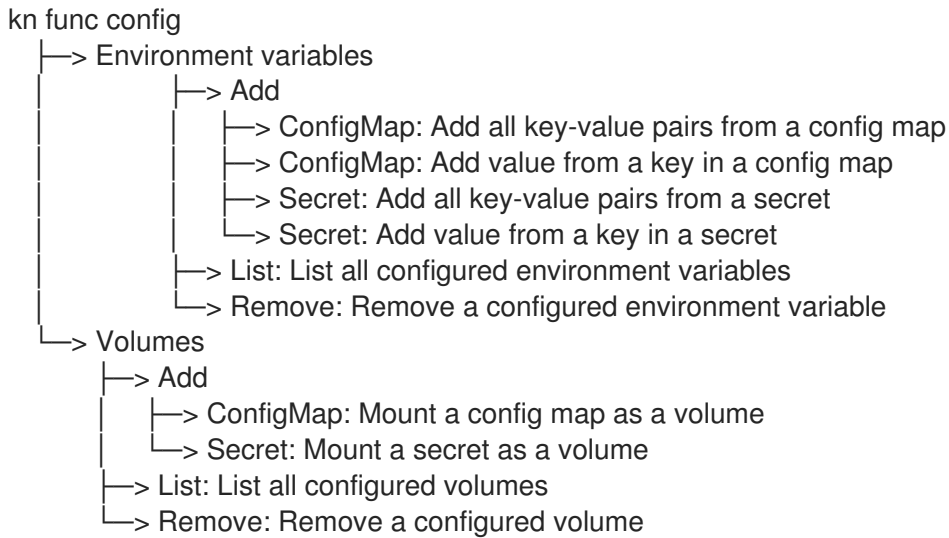 kn func config
├─> Environment variables
│        ├─> Add
│        │   ├─> ConfigMap: Add all key-value pairs from a config map
│        │   ├─> ConfigMap: Add value from a key in a config map
│        │   ├─> Secret: Add all key-value pairs from a secret
│        │   └─> Secret: Add value from a key in a secret
│        ├─> List: List all configured environment variables
│        └─> Remove: Remove a configured environment variable
└─> Volumes
    ├─> Add
    │   ├─> ConfigMap: Mount a config map as a volume
    │   └─> Secret: Mount a secret as a volume
    ├─> List: List all configured volumes
    └─> Remove: Remove a configured volume